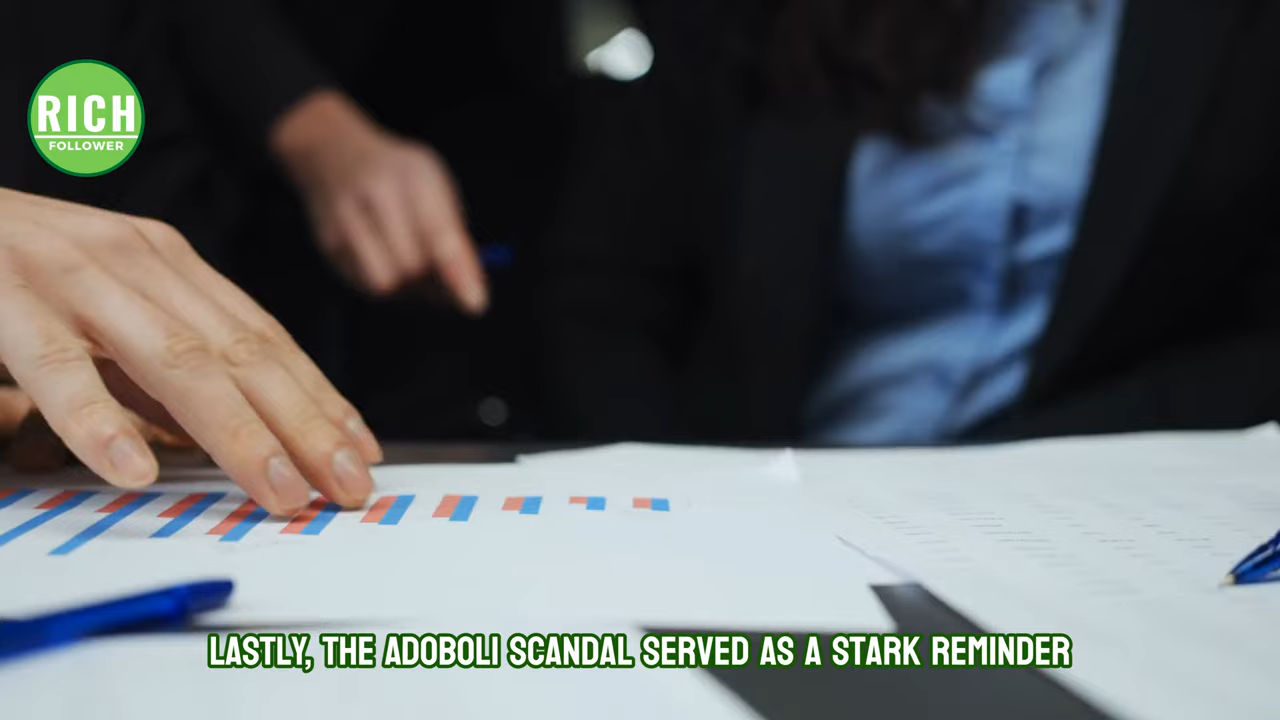 RICH
FOLLOWER
LASTLY, THE ADOBOLI SCANDAL SERVED AS A STARK REMINDER